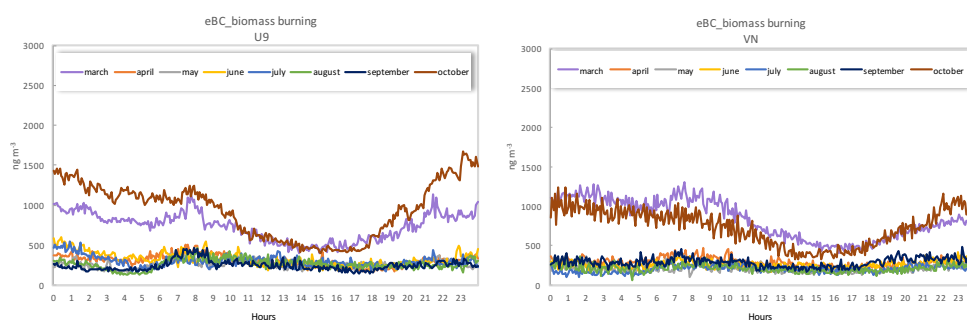 eBC_biomass burning
U9
3000
march april may june july august september october
2500
2000
ng m-3
1500
1000
500
0
0 1 2 3 4 5 6 7 8 9 10 11 12 13 14 15 16 17 18 19 20 21 22 23
Hours
eBC_biomass burning
VN
3000
march april may june july august september october
2500
2000
ng m-3
1500
1000
500
0
0 1 2 3 4 5 6 7 8 9 10 11 12 13 14 15 16 17 18 19 20 21 22 23
Hours